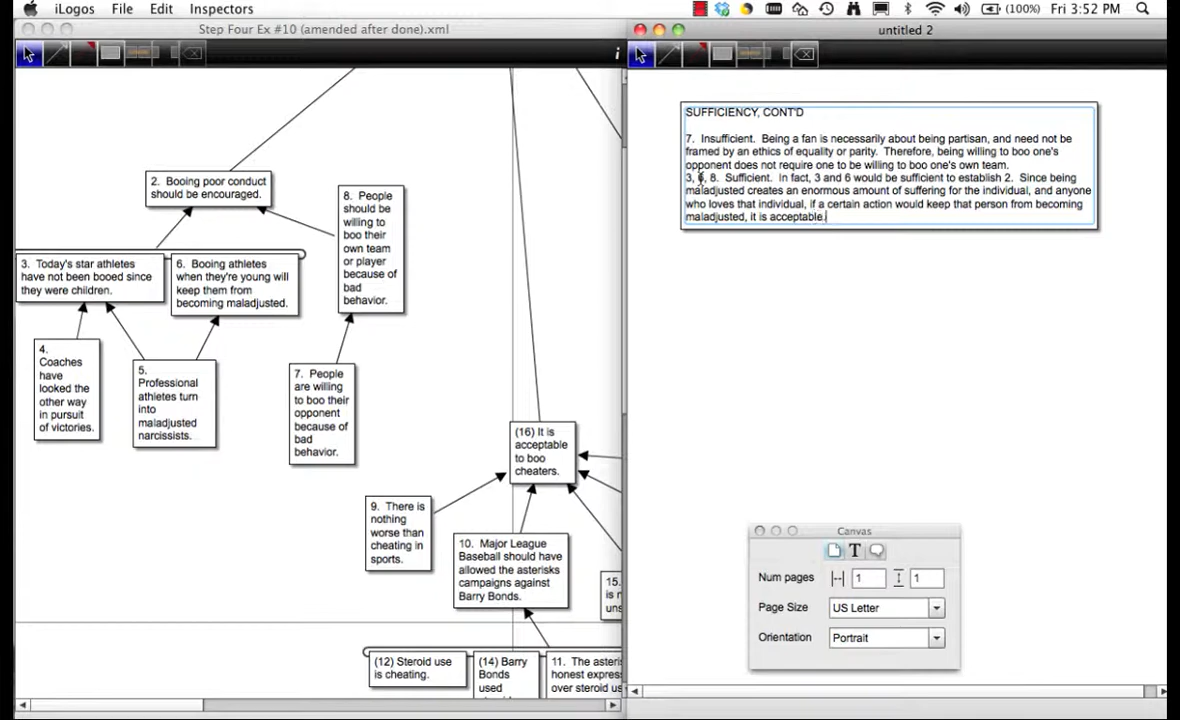 iLogos File Edit Inspectors (100%) Fri 3:52 PM
Step Four Ex #10 (amended after done).xml
untitled 2
2. Booing poor conduct
should be encouraged.
8. People
should be
willing to
boo their
own team
or player
because of
bad
behavior.
3. Today's star athletes
have not been booed since
they were children.
6. Booing athletes
when they're young will
keep them from
becoming maladjusted.
4.
Coaches
have
looked the
other way
in pursuit
of victories.
5.
Professional
athletes turn
into
maladjusted
narcissists.
7. People
are willing
to boo their
opponent
because of
bad
behavior.
(16) It is
acceptable
to boo
cheaters.
9. There is
nothing
worse than
cheating in
sports.
10. Major League
Baseball should have
allowed the asterisks
campaigns against
Barry Bonds.
15.
is n
uns
(12) Steroid use
is cheating.
(14) Barry
Bonds
used
11. The asteri
honest expres
over steroid us
SUFFICIENCY, CONT'D
7. Insufficient. Being a fan is necessarily about being partisan, and need not be
framed by an ethics of equality or parity. Therefore, being willing to boo one's
opponent does not require one to be willing to boo one's own team.
3, 6, 8. Sufficient. In fact, 3 and 6 would be sufficient to establish 2. Since being
maladjusted creates an enormous amount of suffering for the individual, and anyone
who loves that individual, if a certain action would keep that person from becoming
maladjusted, it is acceptable.
Canvas
T
Num pages 1 1
Page Size US Letter
Orientation Portrait